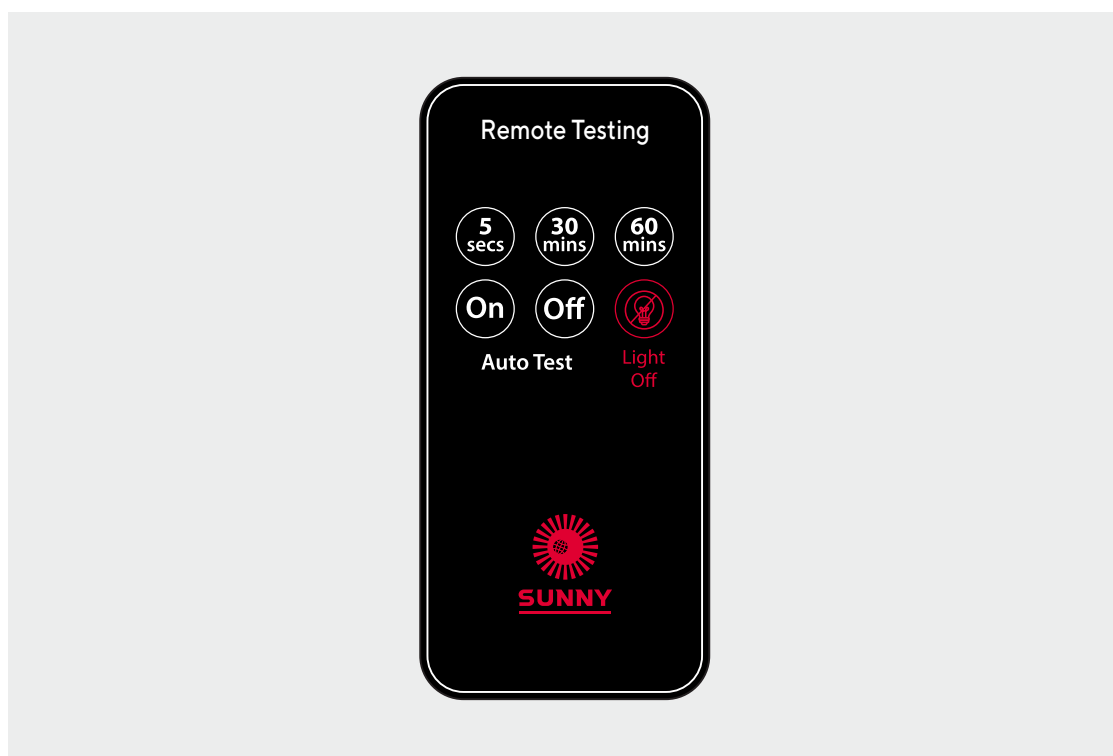 Remote Testing
5 secs
30 mins
60 mins
On
Off
Auto Test
Light
Off
SUNNY